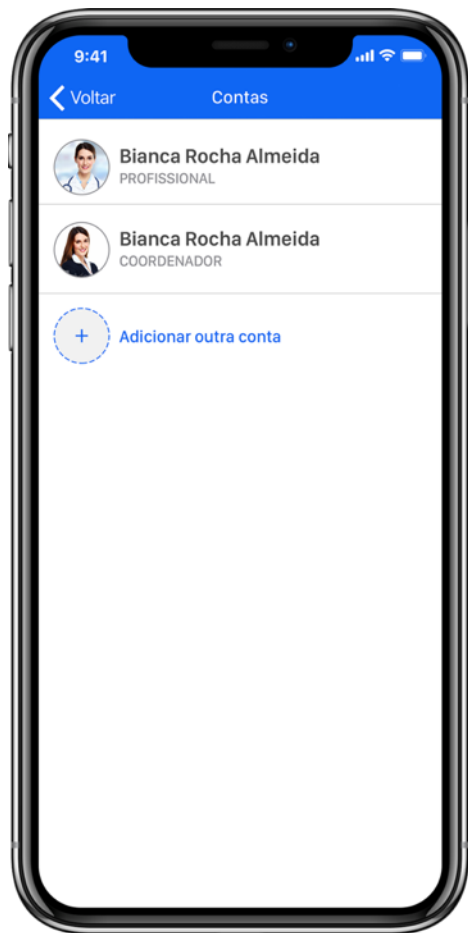 9:41
Voltar
Contas
Bianca Rocha Almeida
PROFISSIONAL
Bianca Rocha Almeida
COORDENADOR
+
Adicionar outra conta